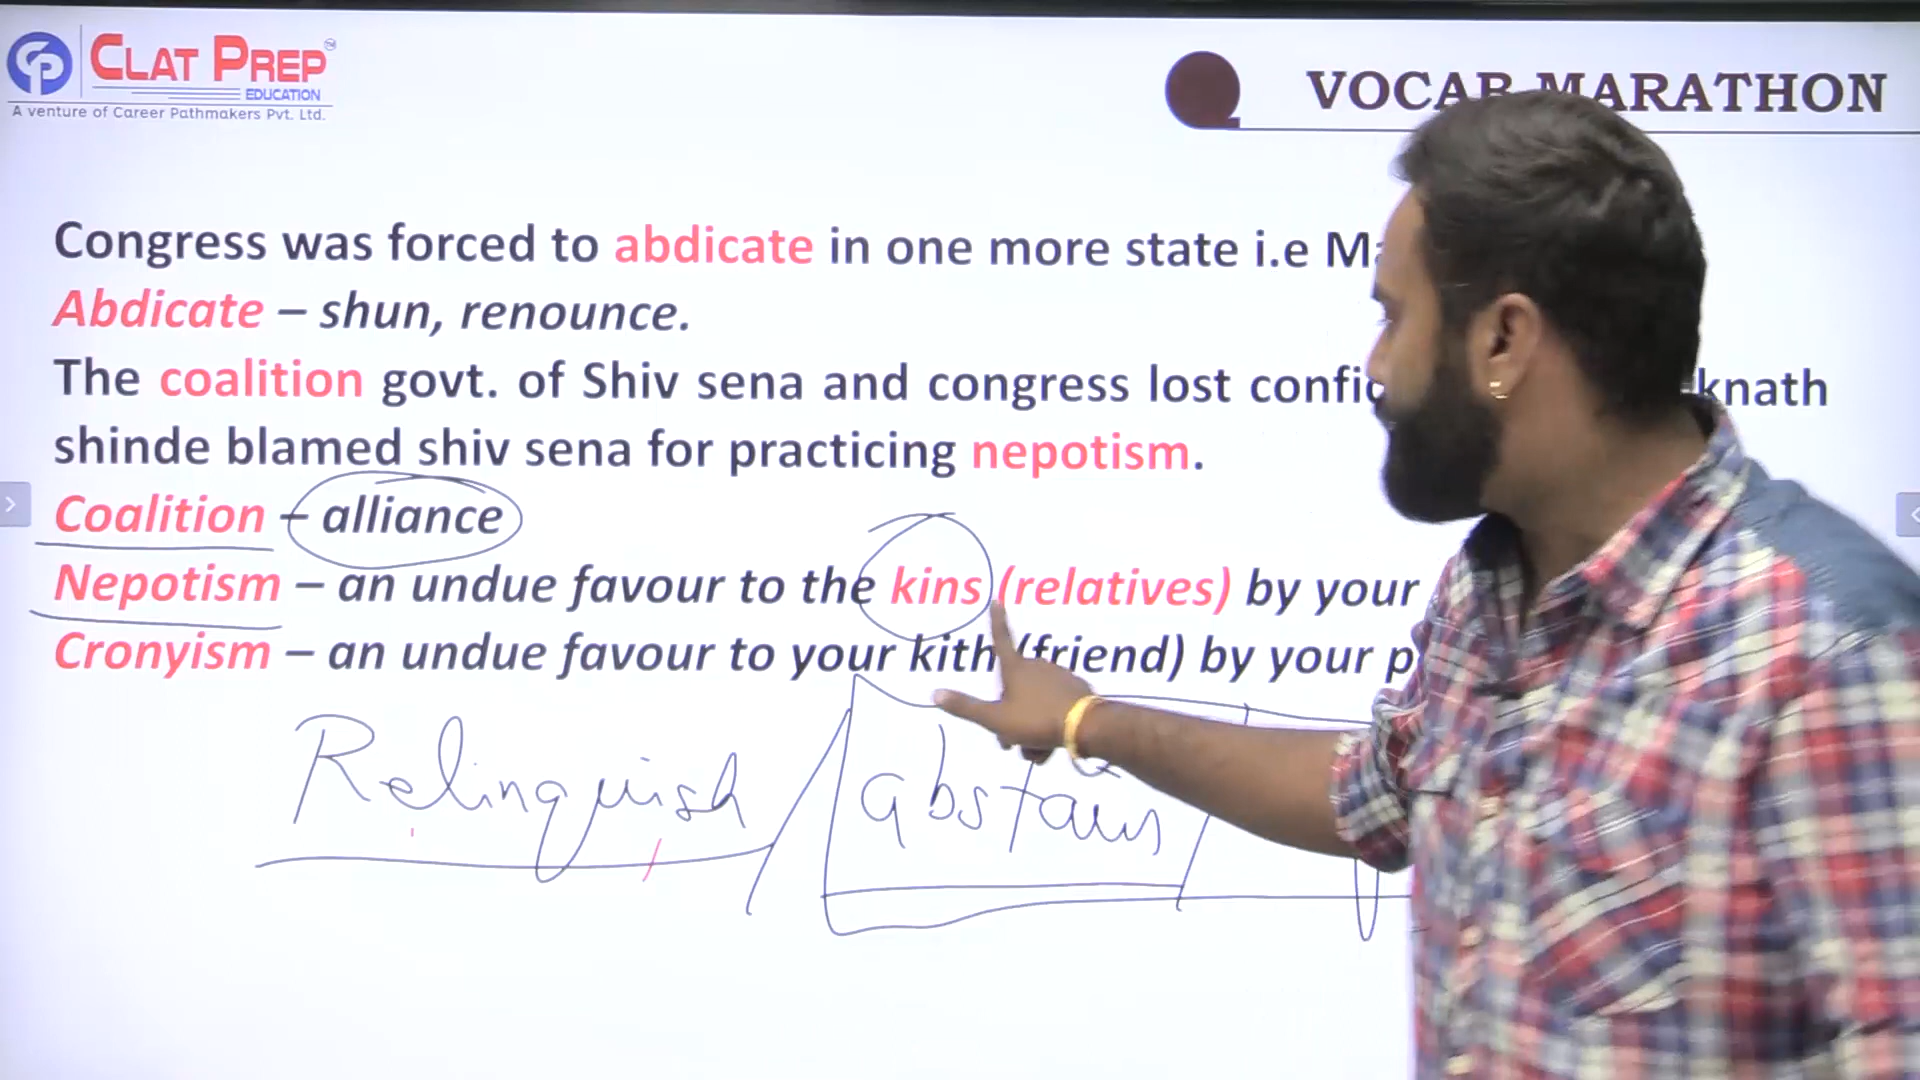 CLAT PREP
EDUCATION
A venture of Career Pathmakers Pvt. Ltd.
VOCAB MARATHON
Congress was forced to abdicate in one more state i.e
Abdicate – shun, renounce.
The coalition govt. of Shiv sena and congress lost
shinde blamed shiv sena for practicing nepotism.
Coalition – alliance
Nepotism – an undue favour to the kins (relatives) by your
Cronyism – an undue favour to your kith (friend) by your
Relinquish / abstain /